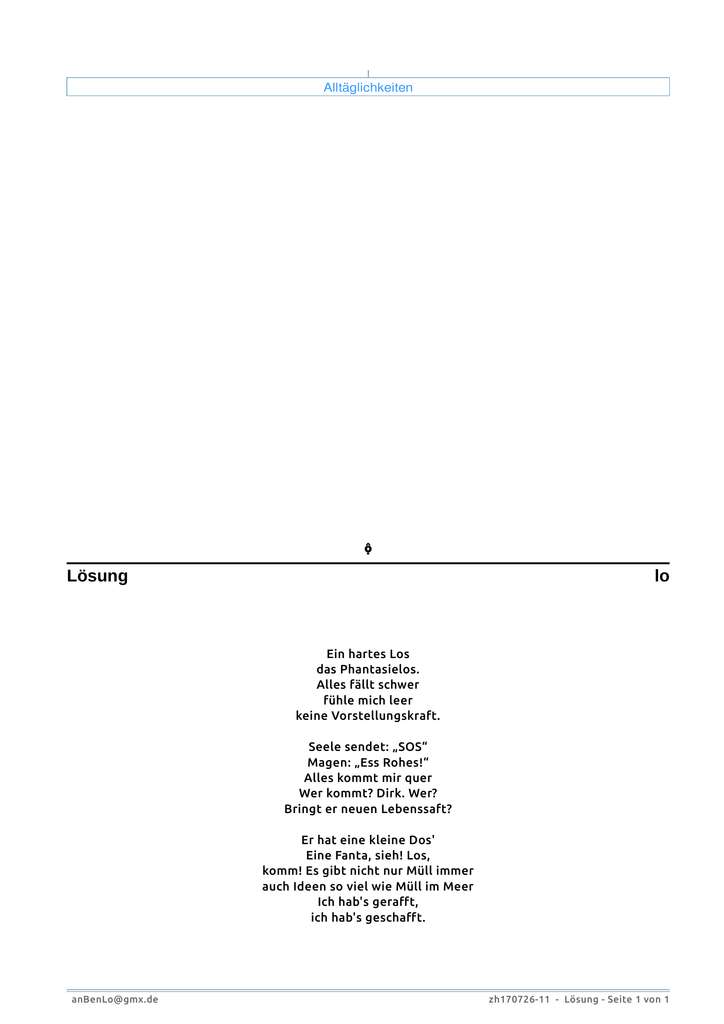 Alltäglichkeiten
Lösung lo
Ein hartes Los
das Phantasielos.
Alles fällt schwer
fühle mich leer
keine Vorstellungskraft.
Seele sendet: „SOS“
Magen: „Ess Rohes!“
Alles kommt mir quer
Wer kommt? Dirk. Wer?
Bringt er neuen Lebenssaft?
Er hat eine kleine Dos'
Eine Fanta, sieh! Los,
komm! Es gibt nicht nur Müll immer
auch Ideen so viel wie Müll im Meer
Ich hab's gerafft,
ich hab's geschafft.
anBenLo@gmx.de zh170726-11 - Lösung - Seite 1 von 1